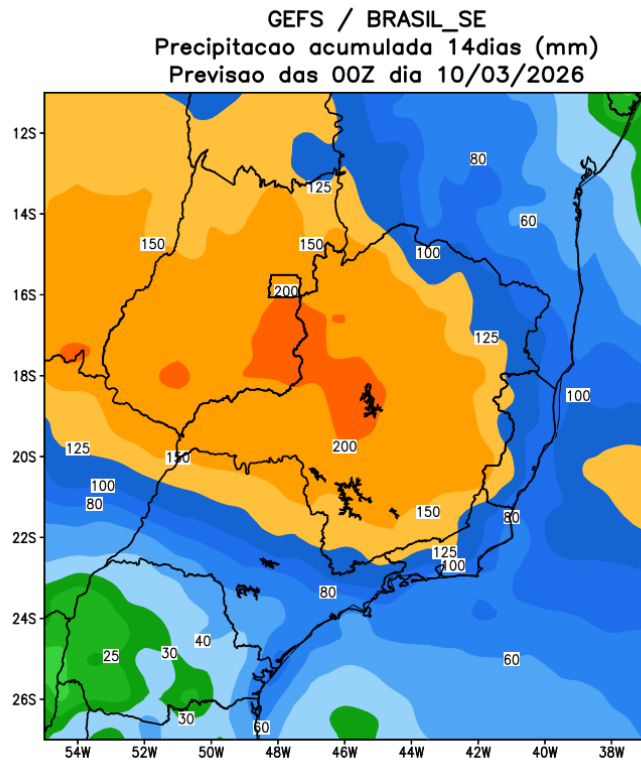 GEFS / BRASIL_SE
Precipitacao acumulada 14dias (mm)
Previsao das 00Z dia 10/03/2026
12S
80
125
14S
60
150
150
100
16S
200
125
18S
100
200
125
150
20S
100
80
150
80
22S
125
100
80
24S
40
30
25
60
26S
30
60
54W
52W
50W
48W
46W
44W
42W
40W
38W